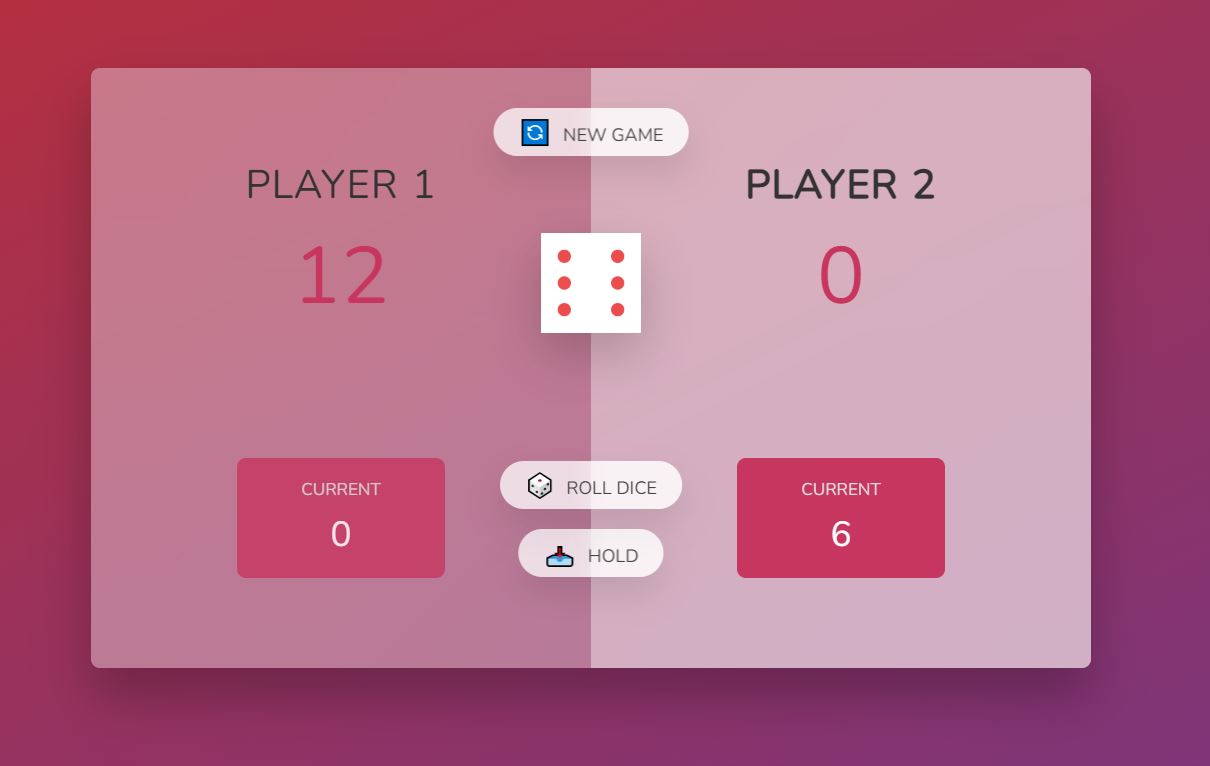 NEW GAME
PLAYER 1
12
CURRENT
0
PLAYER 2
0
CURRENT
6
ROLL DICE
HOLD